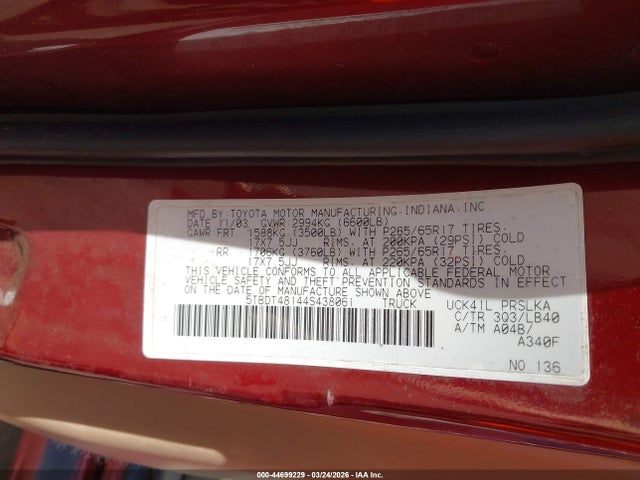 MFD.BY:TOYOTA MOTOR MANUFACTURING,INDIANA,INC.
DATE 11/03 GVWR 2994KG (6600LB)
GAWR FRT 1588KG (3500LB) WITH P265/65R17 TIRES.
17X7.5JJ RIMS. AT 200KPA (29PSI) COLD
RR 1706KG (3760LB) WITH P265/65R17 TIRES.
17X7.5JJ RIMS. AT 220KPA (32PSI) COLD
THIS VEHICLE CONFORMS TO ALL APPLICABLE FEDERAL MOTOR
VEHICLE SAFETY AND THEFT PREVENTION STANDARDS IN EFFECT
ON DATE OF MANUFACTURE SHOWN ABOVE
5TBDT48144S438061 TRUCK
UCK41L PRSLKA
C/TR 3Q3/LB40
A/TM A04B/
A340F
NO 136
000-44699229 - 03/24/2026 - IAA Inc.